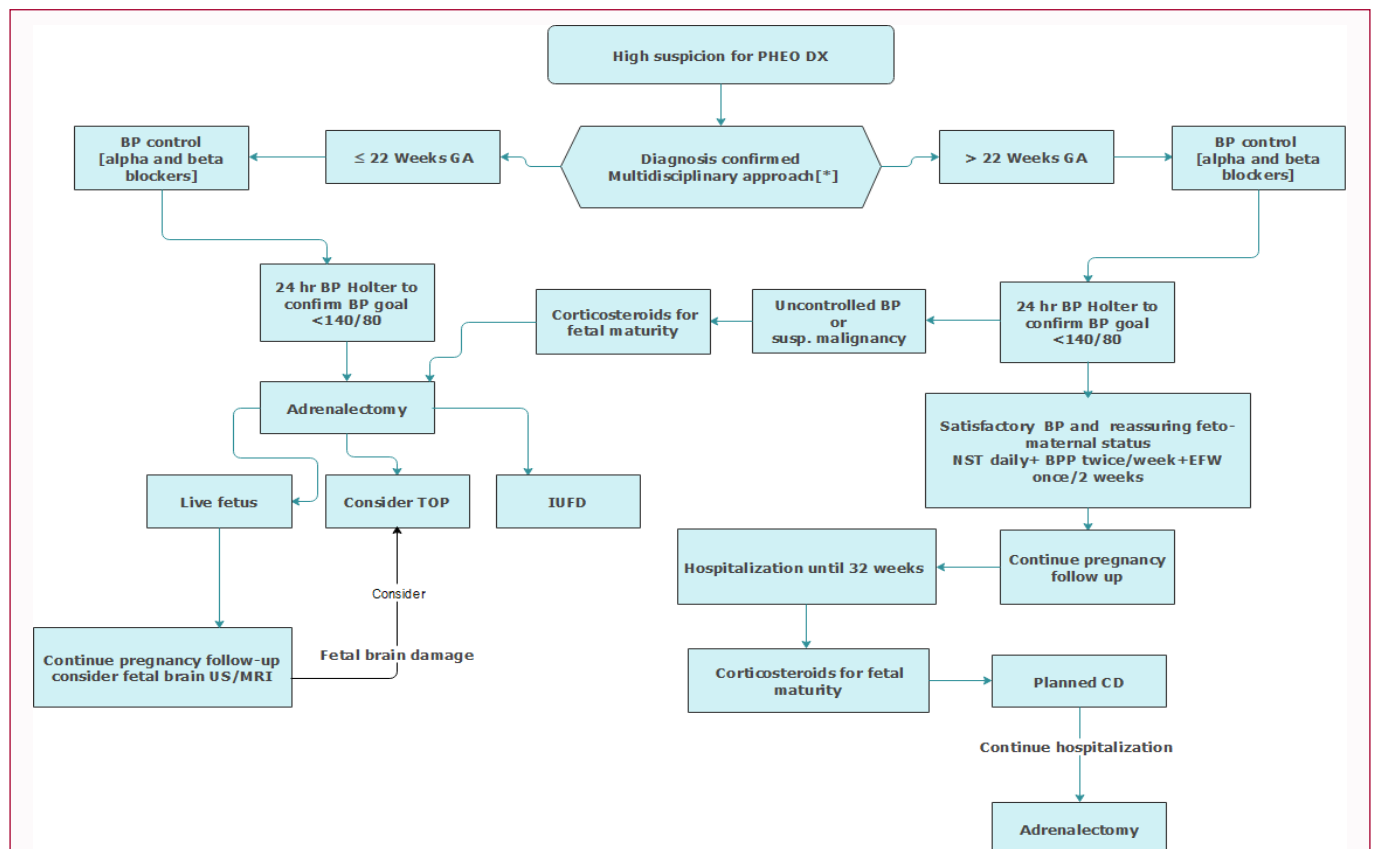 High suspicion for PHEO DX
BP control
[alpha and beta
blockers]
≤ 22 Weeks GA
Diagnosis confirmed
Multidisciplinary approach[*]
> 22 Weeks GA
BP control
[alpha and beta
blockers]
24 hr BP Holter to
confirm BP goal
<140/80
Corticosteroids for
fetal maturity
Uncontrolled BP
or
susp. malignancy
24 hr BP Holter to
confirm BP goal
<140/80
Adrenalectomy
Satisfactory BP and reassuring feto-
maternal status
NST daily+ BPP twice/week+EFW
once/2 weeks
Live fetus
Consider TOP
IUFD
Hospitalization until 32 weeks
Continue pregnancy
follow up
Consider
Fetal brain damage
Continue pregnancy follow-up
consider fetal brain US/MRI
Corticosteroids for fetal
maturity
Planned CD
Continue hospitalization
Adrenalectomy